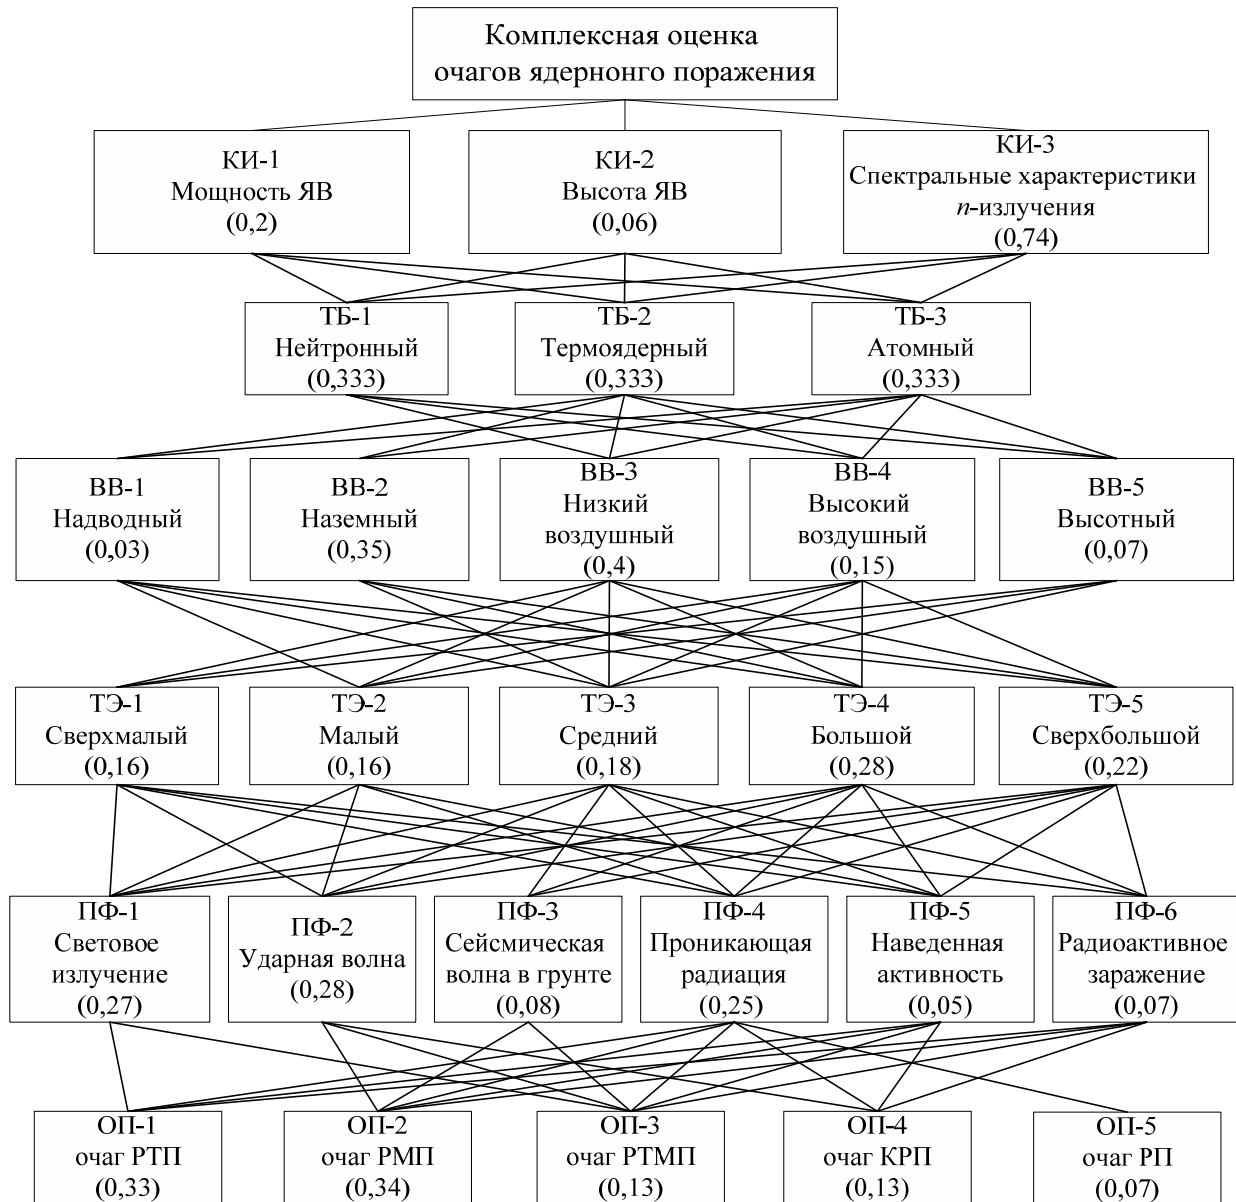 Комплексная оценка
очагов ядернонго поражения
КИ-1
Мощность ЯВ
(0,2)
КИ-2
Высота ЯВ
(0,06)
КИ-3
Спектральные характеристики
n-излучения
(0,74)
ТБ-1
Нейтронный
(0,333)
ТБ-2
Термоядерный
(0,333)
ТБ-3
Атомный
(0,333)
ВВ-1
Надводный
(0,03)
ВВ-2
Наземный
(0,35)
ВВ-3
Низкий
воздушный
(0,4)
ВВ-4
Высокий
воздушный
(0,15)
ВВ-5
Высотный
(0,07)
ТЭ-1
Сверхмалый
(0,16)
ТЭ-2
Малый
(0,16)
ТЭ-3
Средний
(0,18)
ТЭ-4
Большой
(0,28)
ТЭ-5
Сверхбольшой
(0,22)
ПФ-1
Световое
излучение
(0,27)
ПФ-2
Ударная волна
(0,28)
ПФ-3
Сейсмическая
волна в грунте
(0,08)
ПФ-4
Проникающая
радиация
(0,25)
ПФ-5
Наведенная
активность
(0,05)
ПФ-6
Радиоактивное
заражение
(0,07)
ОП-1
очаг РТП
(0,33)
ОП-2
очаг РМП
(0,34)
ОП-3
очаг РТМП
(0,13)
ОП-4
очаг КРП
(0,13)
ОП-5
очаг РП
(0,07)